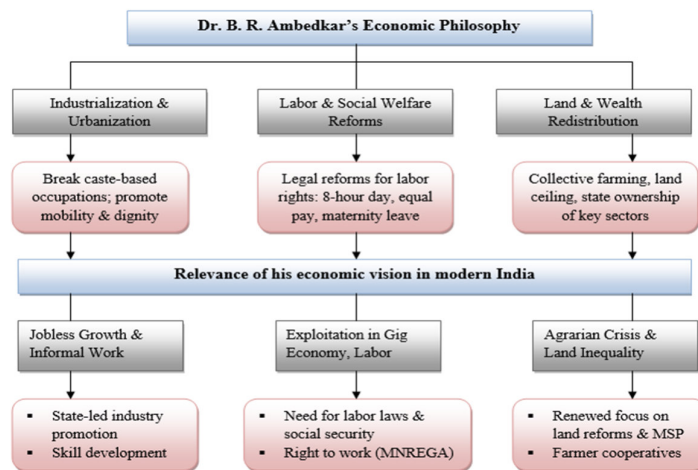 Dr. B. R. Ambedkar's Economic Philosophy
Industrialization &
Urbanization
Labor & Social Welfare
Reforms
Land & Wealth
Redistribution
Break caste-based
occupations; promote
mobility & dignity
Legal reforms for labor
rights: 8-hour day, equal
pay, maternity leave
Collective farming, land
ceiling, state ownership
of key sectors
Relevance of his economic vision in modern India
Jobless Growth &
Informal Work
Exploitation in Gig
Economy, Labor
Agrarian Crisis &
Land Inequality
▪ State-led industry
promotion
▪ Skill development
▪ Need for labor laws &
social security
▪ Right to work (MNREGA)
▪ Renewed focus on
land reforms & MSP
▪ Farmer cooperatives